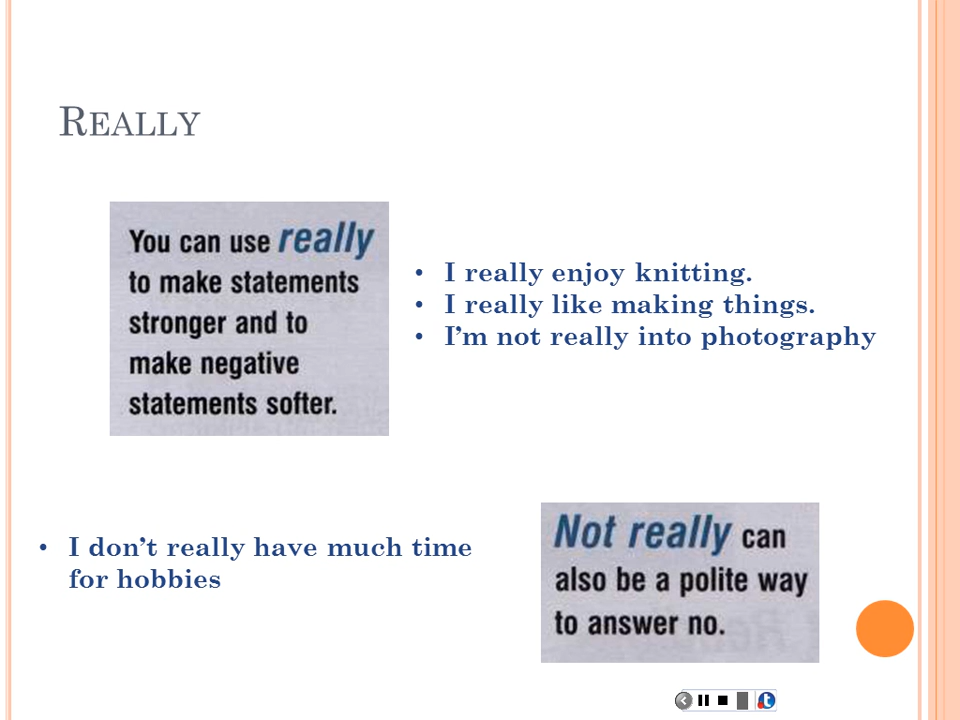 REALLY
You can use really
to make statements
stronger and to
make negative
statements softer.
• I really enjoy knitting.
• I really like making things.
• I'm not really into photography
• I don't really have much time
for hobbies
Not really can
also be a polite way
to answer no.
t